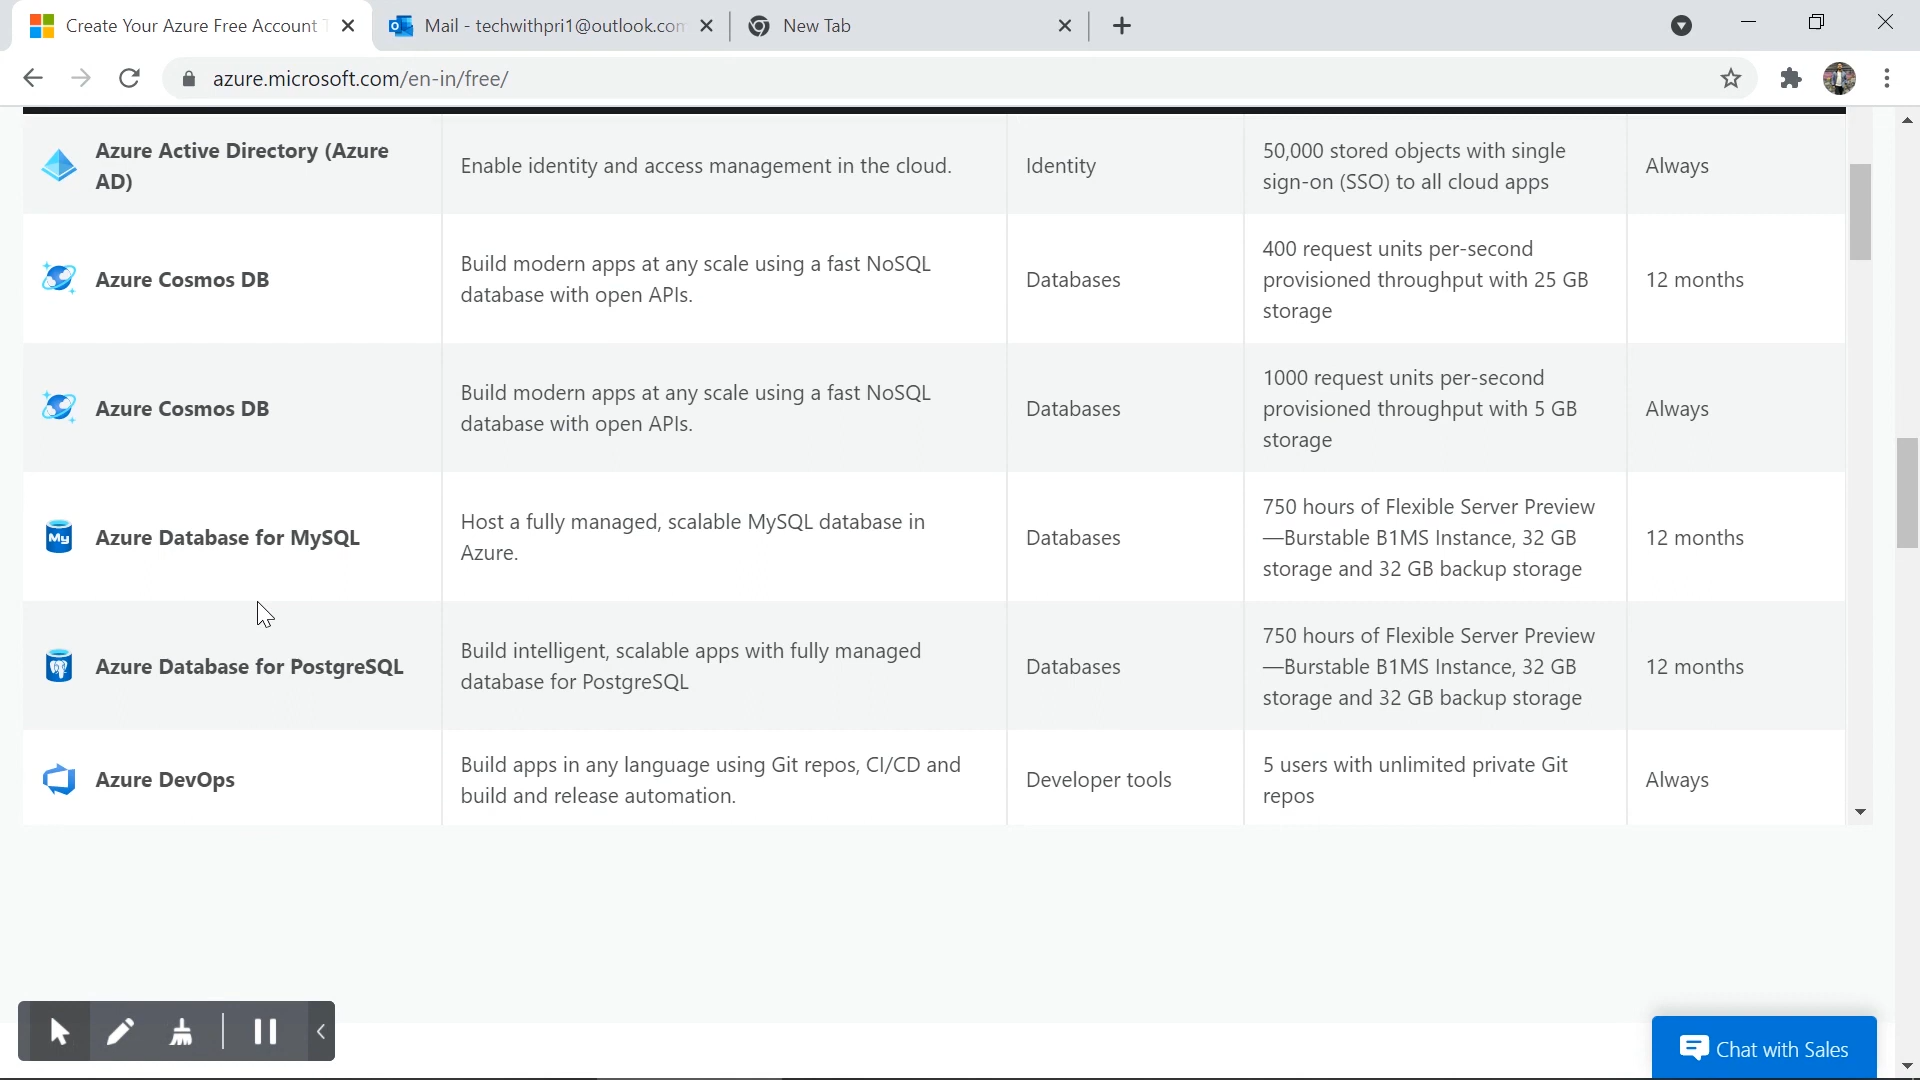 Create Your Azure Free Account T
Mail - techwithpri1@outlook.com
New Tab
azure.microsoft.com/en-in/free/
Azure Active Directory (Azure
AD)
Enable identity and access management in the cloud.
Identity
50,000 stored objects with single
sign-on (SSO) to all cloud apps
Always
Azure Cosmos DB
Build modern apps at any scale using a fast NoSQL
database with open APIs.
Databases
400 request units per-second
provisioned throughput with 25 GB
storage
12 months
Azure Cosmos DB
Build modern apps at any scale using a fast NoSQL
database with open APIs.
Databases
1000 request units per-second
provisioned throughput with 5 GB
storage
Always
My
Azure Database for MySQL
Host a fully managed, scalable MySQL database in
Azure.
Databases
750 hours of Flexible Server Preview
—Burstable B1MS Instance, 32 GB
storage and 32 GB backup storage
12 months
Azure Database for PostgreSQL
Build intelligent, scalable apps with fully managed
database for PostgreSQL
Databases
750 hours of Flexible Server Preview
—Burstable B1MS Instance, 32 GB
storage and 32 GB backup storage
12 months
Azure DevOps
Build apps in any language using Git repos, CI/CD and
build and release automation.
Developer tools
5 users with unlimited private Git
repos
Always
Chat with Sales